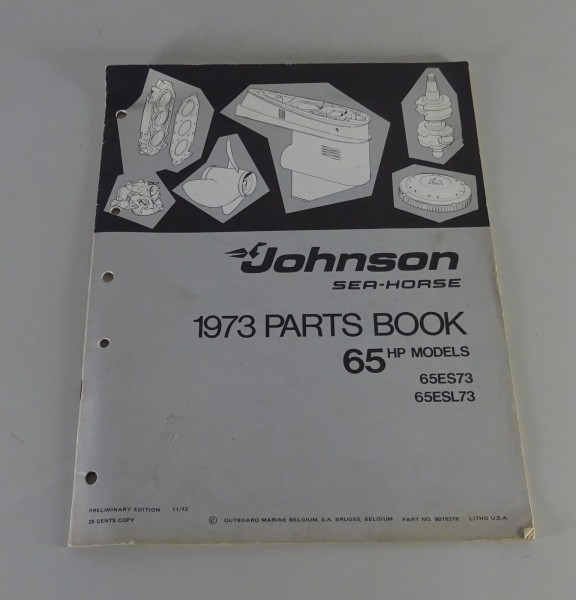 Johnson
SEA-HORSE
1973 PARTS BOOK
65 HP MODELS
65ES73
65ESL73
PRELIMINARY EDITION 11/72
25 CENTS COPY
© OUTBOARD MARINE BELGIUM, S.A. BRUGES, BELGIUM PART NO. 9015218 LITHO U.S.A.